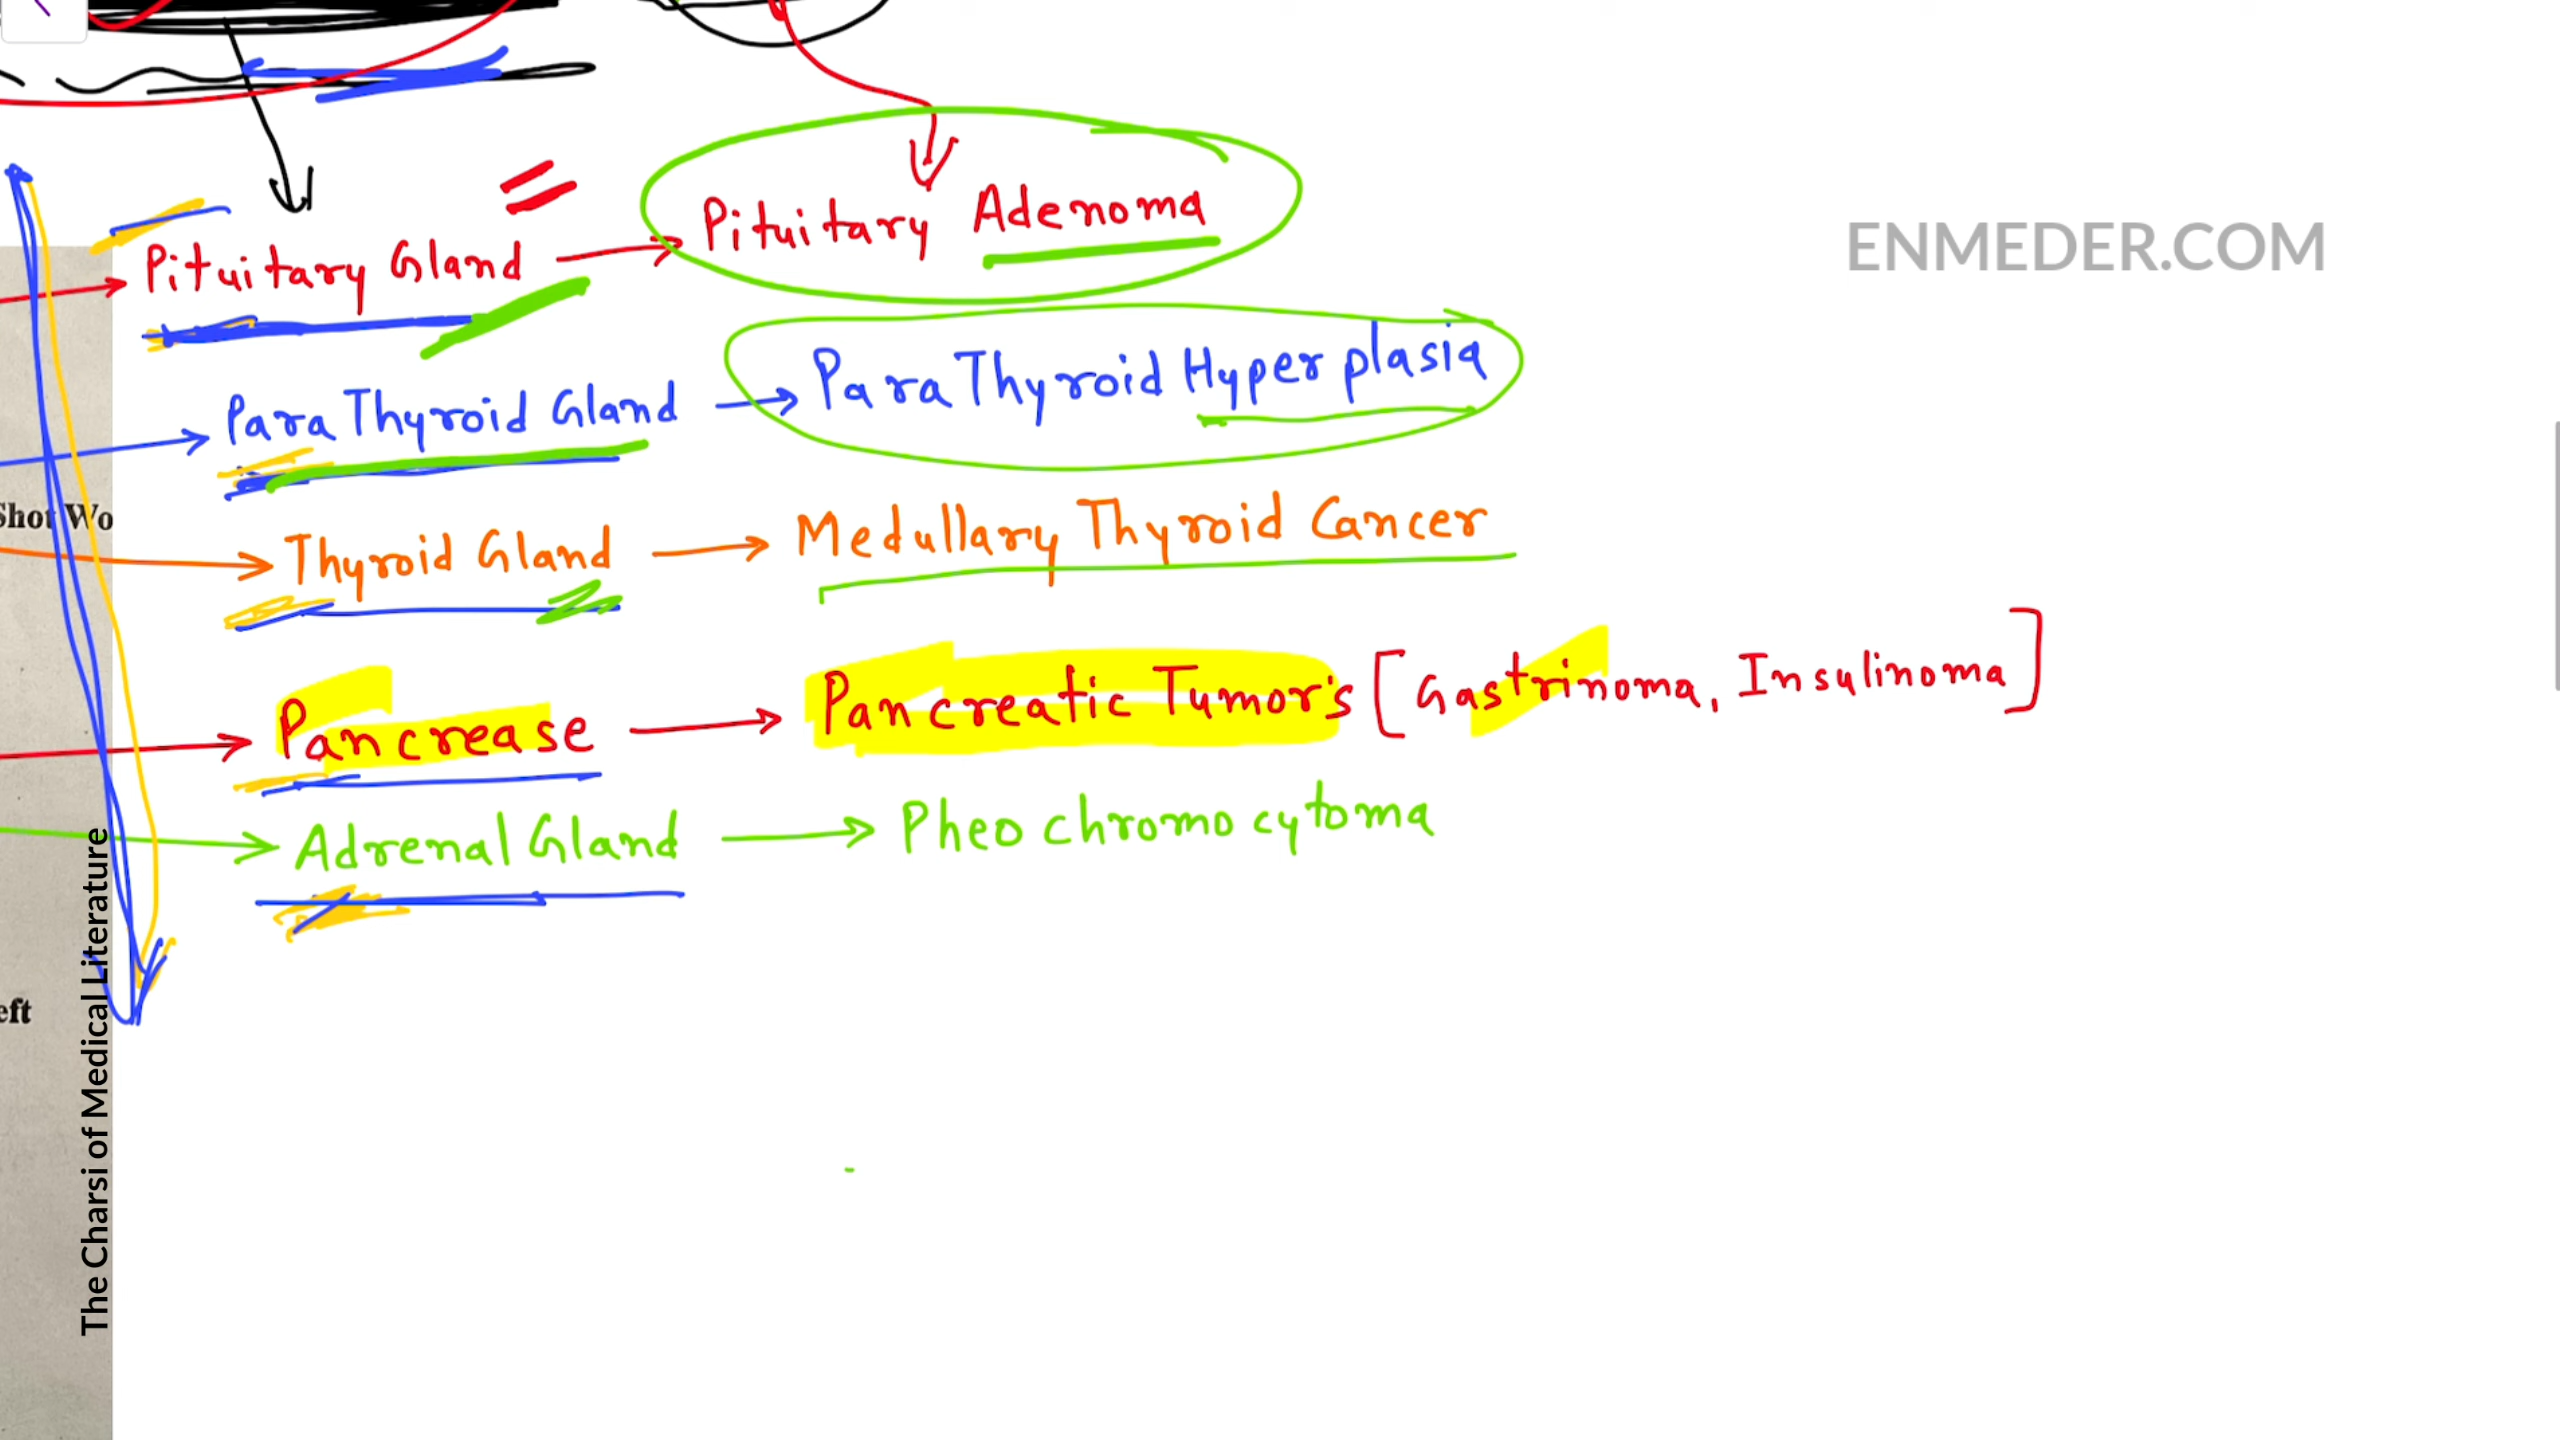 Pituitary Gland → Pituitary Adenoma
ENMEDER.COM
Para Thyroid Gland → Para Thyroid Hyperplasia
Shot Wo
Thyroid Gland → Medullary Thyroid Cancer
Pancrease → Pancreatic Tumor's [Gastrinoma, Insulinoma]
Adrenal Gland → Pheochromocytoma
eft
The Charsi of Medical Literature